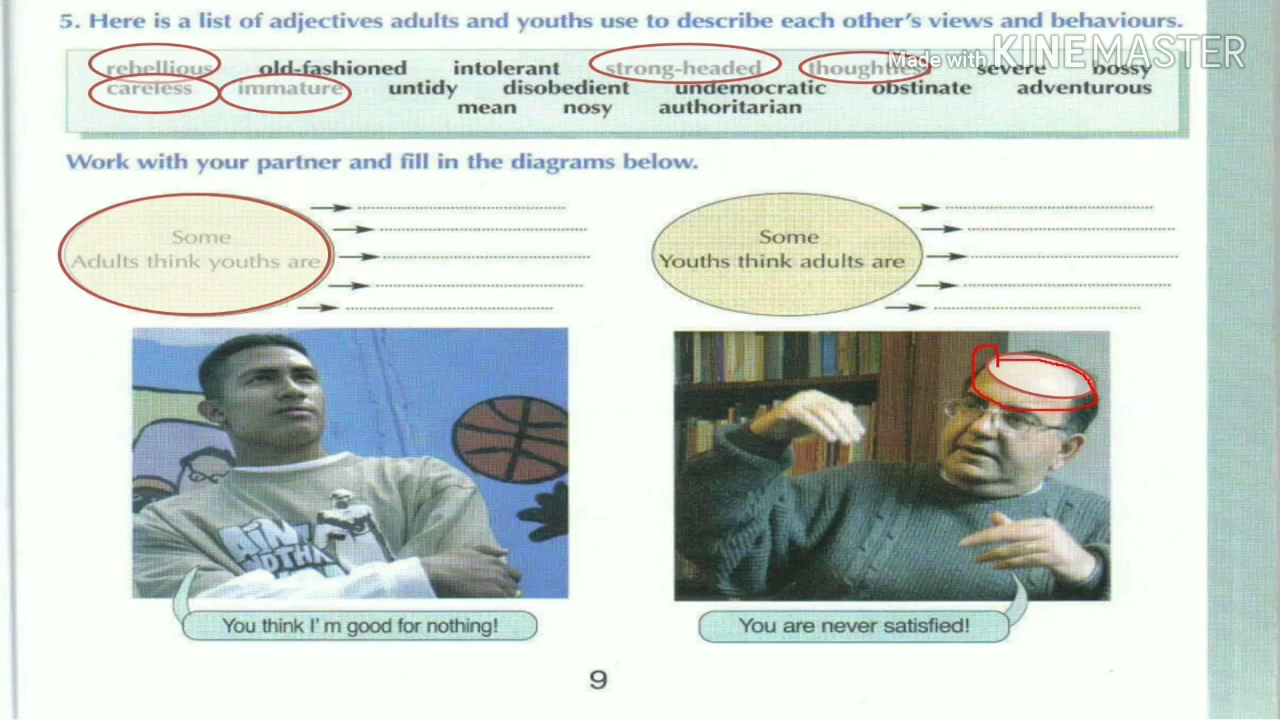 5. Here is a list of adjectives adults and youths use to describe each other's views and behaviours.
Made with KINEMASTER
rebellious old-fashioned intolerant strong-headed thoughtless severe bossy
careless immature untidy disobedient undemocratic obstinate adventurous
mean nosy authoritarian
Work with your partner and fill in the diagrams below.
Some
Adults think youths are
Some
Youths think adults are
You think I' m good for nothing!
You are never satisfied!
9